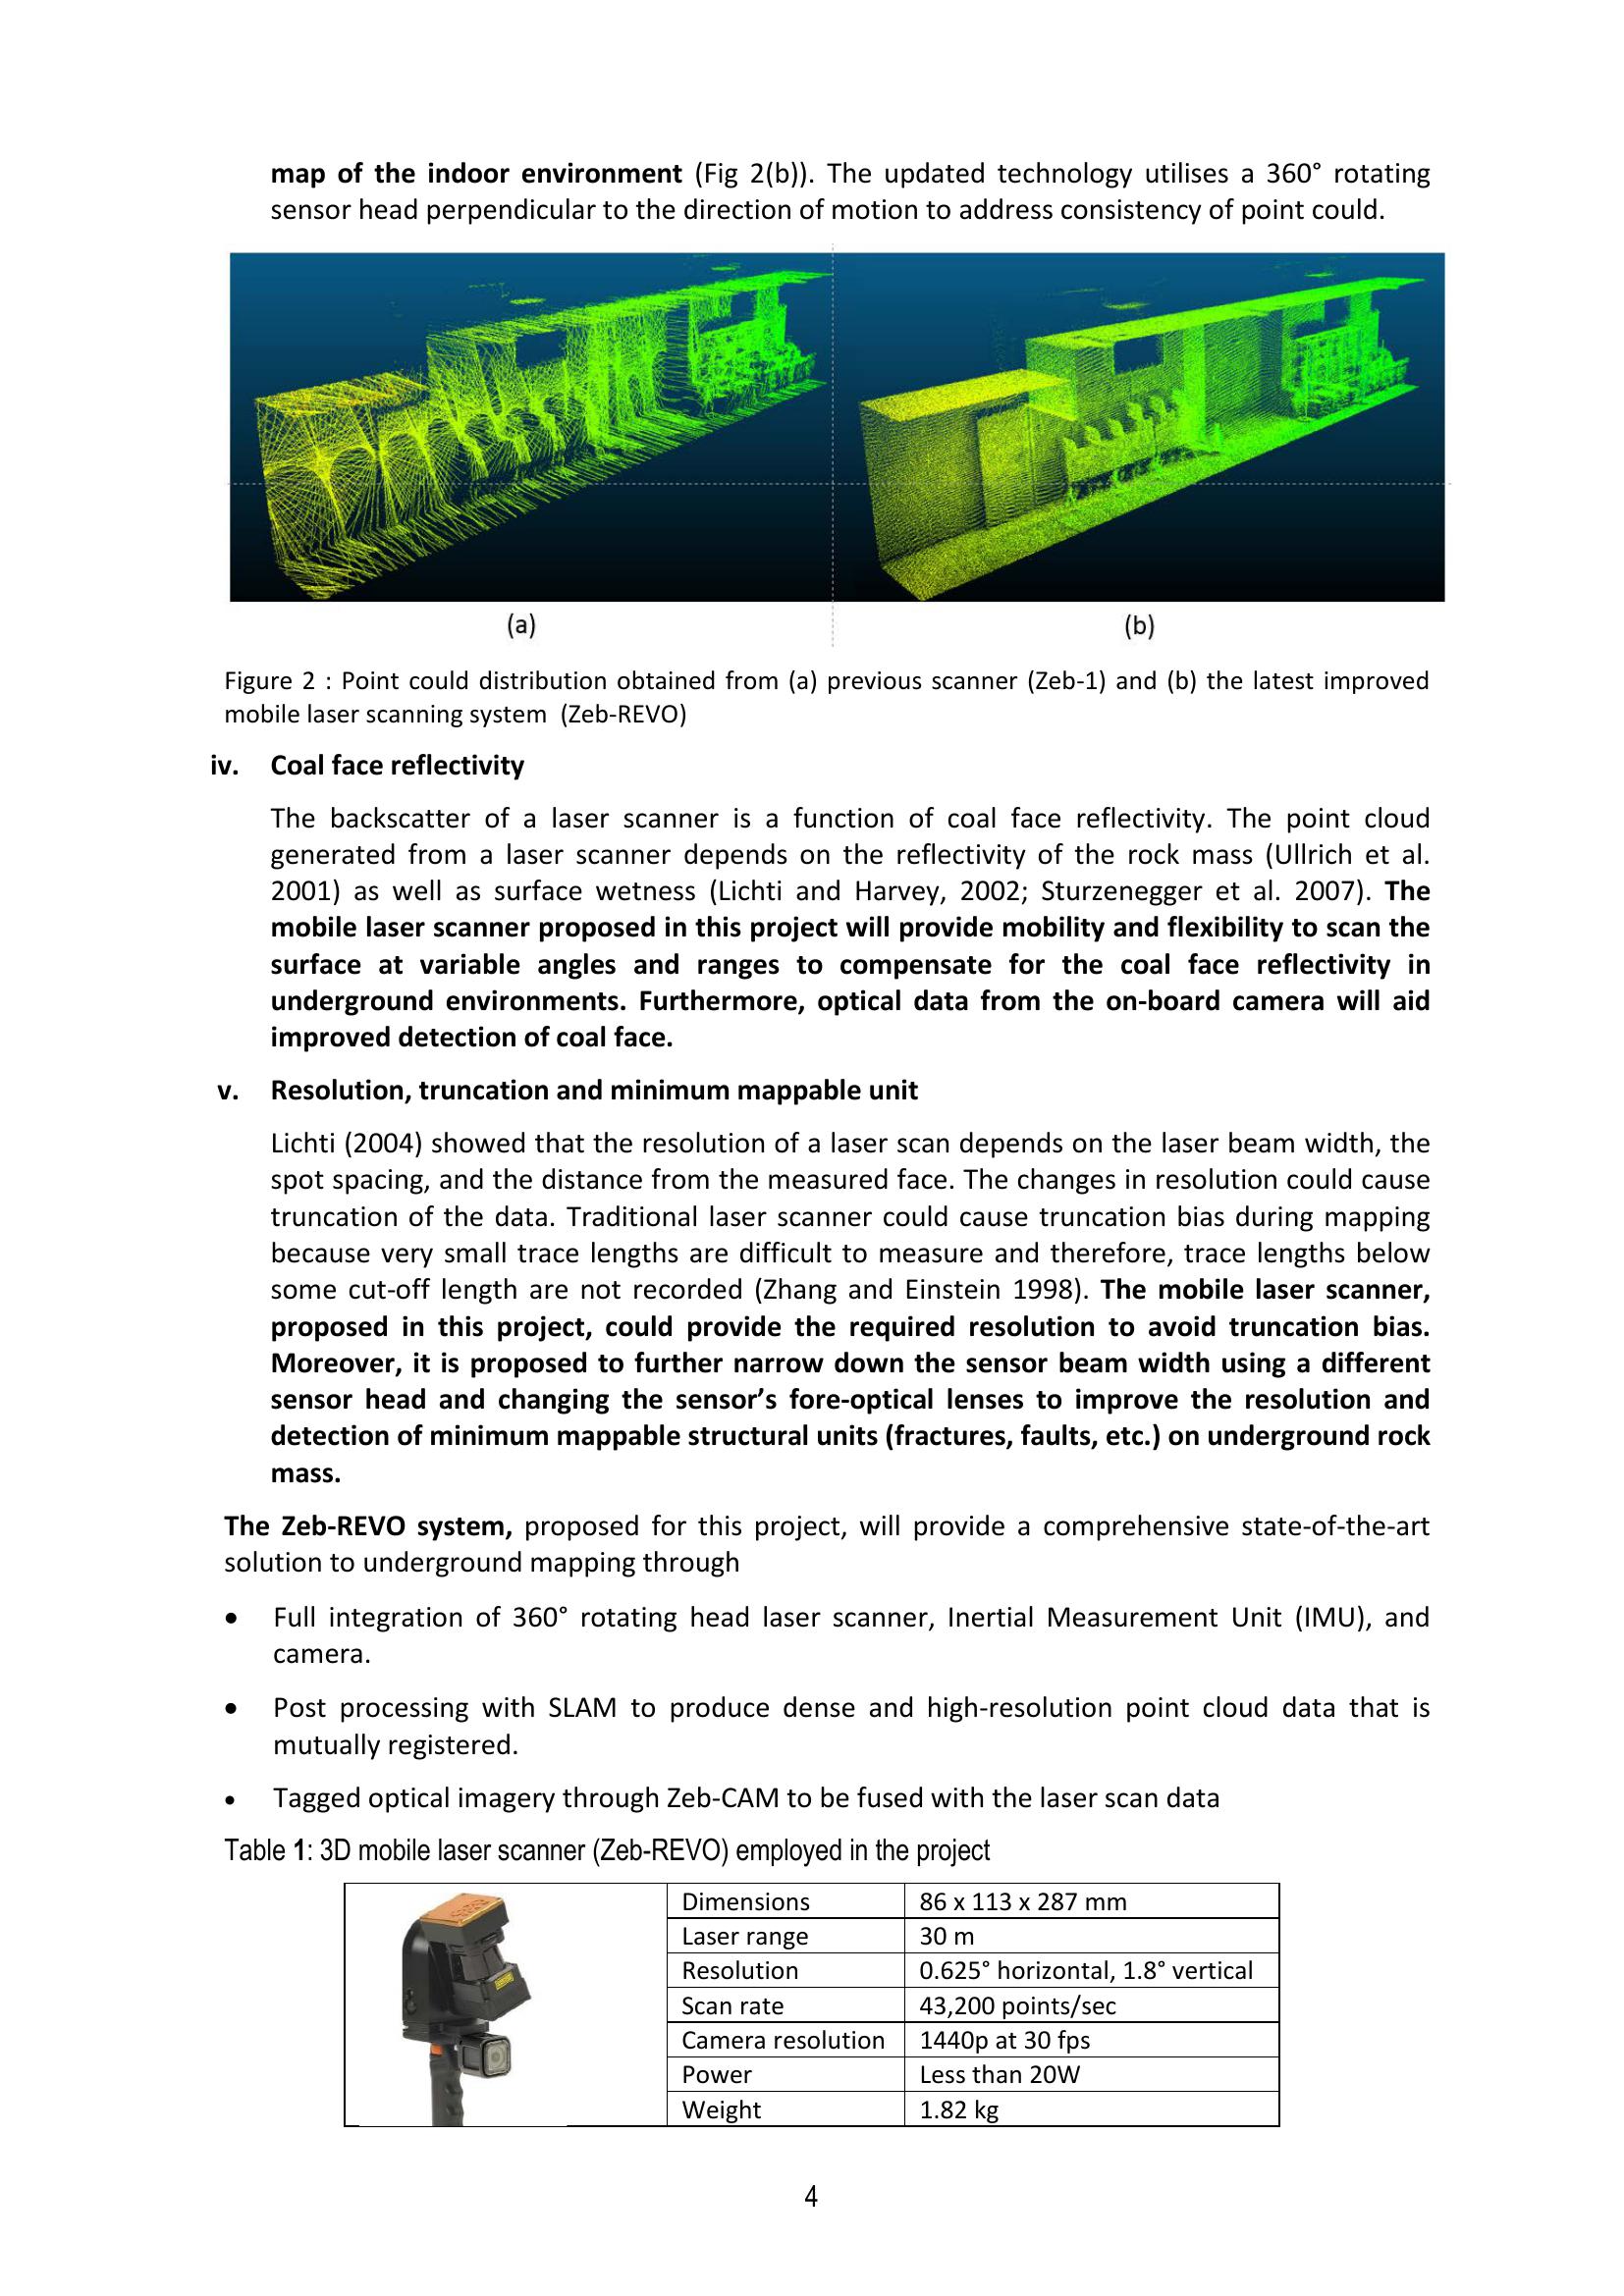 map of the indoor environment (Fig 2(b)). The updated technology utilises a 360° rotating
sensor head perpendicular to the direction of motion to address consistency of point could.
(a)
(b)
Figure 2 : Point could distribution obtained from (a) previous scanner (Zeb-1) and (b) the latest improved
mobile laser scanning system (Zeb-REVO)
iv. Coal face reflectivity
The backscatter of a laser scanner is a function of coal face reflectivity. The point cloud
generated from a laser scanner depends on the reflectivity of the rock mass (Ullrich et al.
2001) as well as surface wetness (Lichti and Harvey, 2002; Sturzenegger et al. 2007). The
mobile laser scanner proposed in this project will provide mobility and flexibility to scan the
surface at variable angles and ranges to compensate for the coal face reflectivity in
underground environments. Furthermore, optical data from the on-board camera will aid
improved detection of coal face.
v. Resolution, truncation and minimum mappable unit
Lichti (2004) showed that the resolution of a laser scan depends on the laser beam width, the
spot spacing, and the distance from the measured face. The changes in resolution could cause
truncation of the data. Traditional laser scanner could cause truncation bias during mapping
because very small trace lengths are difficult to measure and therefore, trace lengths below
some cut-off length are not recorded (Zhang and Einstein 1998). The mobile laser scanner,
proposed in this project, could provide the required resolution to avoid truncation bias.
Moreover, it is proposed to further narrow down the sensor beam width using a different
sensor head and changing the sensor's fore-optical lenses to improve the resolution and
detection of minimum mappable structural units (fractures, faults, etc.) on underground rock
mass.
The Zeb-REVO system, proposed for this project, will provide a comprehensive state-of-the-art
solution to underground mapping through
• Full integration of 360° rotating head laser scanner, Inertial Measurement Unit (IMU), and
camera.
• Post processing with SLAM to produce dense and high-resolution point cloud data that is
mutually registered.
• Tagged optical imagery through Zeb-CAM to be fused with the laser scan data
Table 1: 3D mobile laser scanner (Zeb-REVO) employed in the project
Dimensions 86 x 113 x 287 mm
Laser range 30 m
Resolution 0.625° horizontal, 1.8° vertical
Scan rate 43,200 points/sec
Camera resolution 1440p at 30 fps
Power Less than 20W
Weight 1.82 kg
4